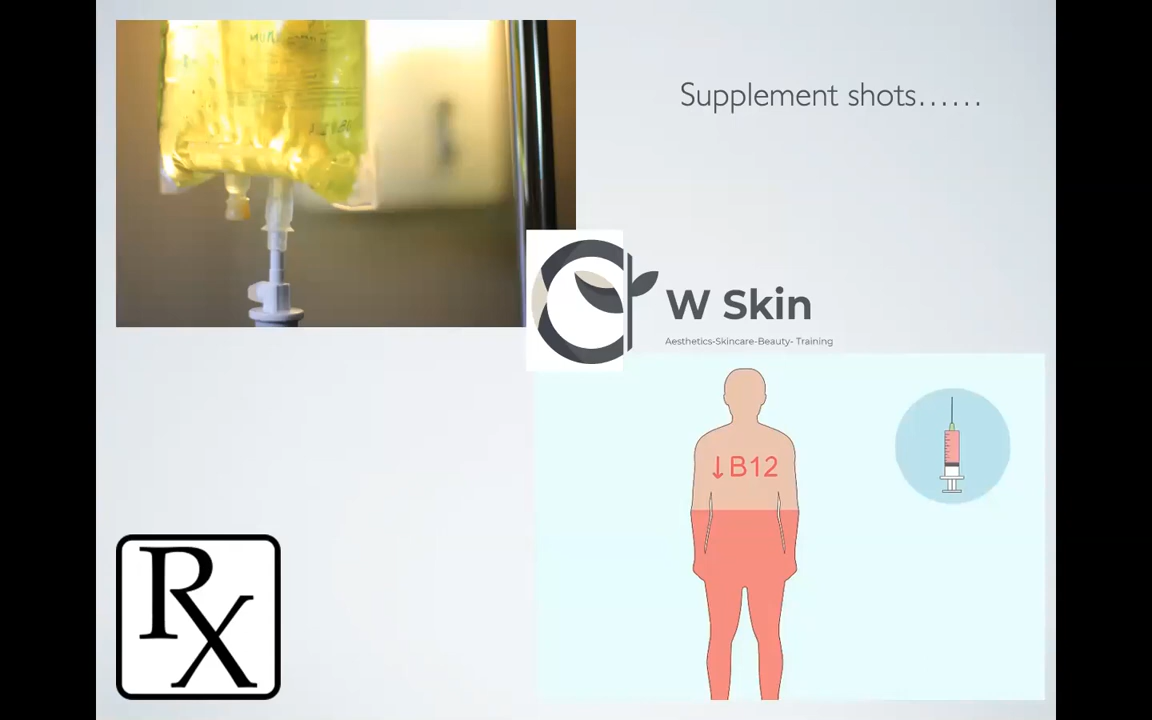 Supplement shots......
W Skin
Aesthetics-Skincare-Beauty- Training
↓B12
RX